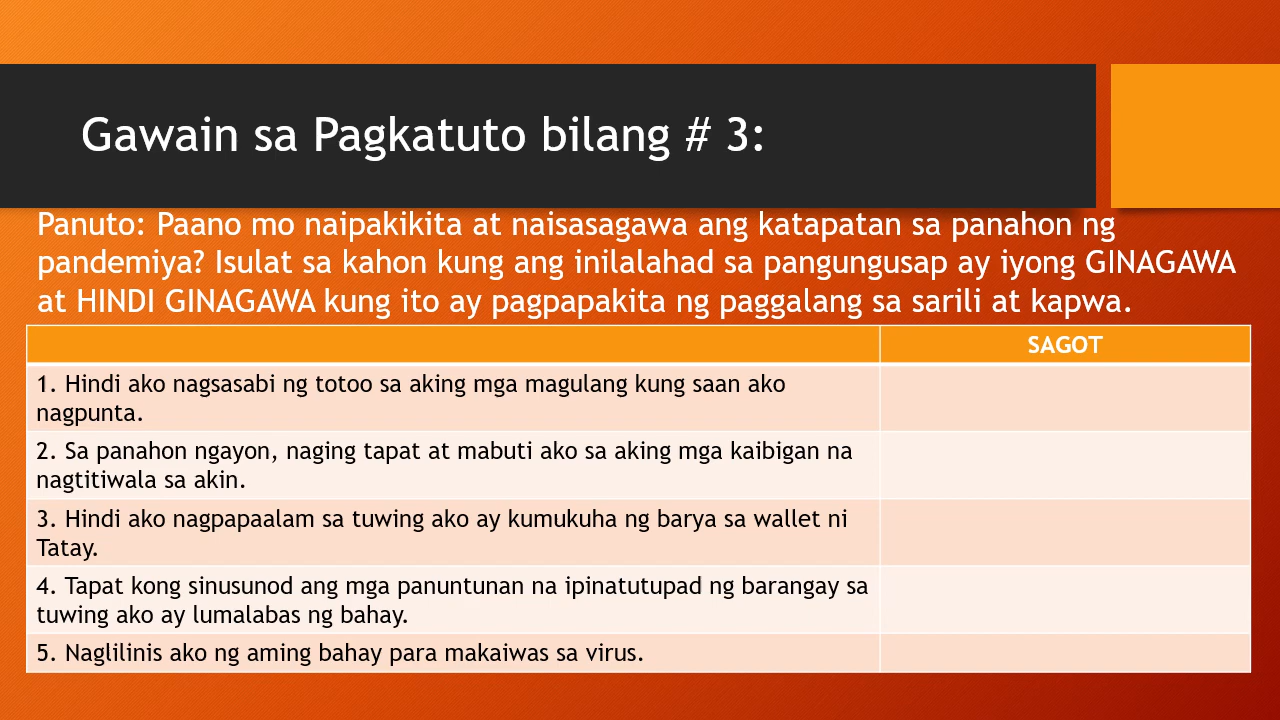 Gawain sa Pagkatuto bilang # 3:
Panuto: Paano mo naipakikita at naisasagawa ang katapatan sa panahon ng
pandemiya? Isulat sa kahon kung ang inilalahad sa pangungusap ay iyong GINAGAWA
at HINDI GINAGAWA kung ito ay pagpapakita ng paggalang sa sarili at kapwa.
SAGOT
1. Hindi ako nagsasabi ng totoo sa aking mga magulang kung saan ako
nagpunta.
2. Sa panahon ngayon, naging tapat at mabuti ako sa aking mga kaibigan na
nagtitiwala sa akin.
3. Hindi ako nagpapaalam sa tuwing ako ay kumukuha ng barya sa wallet ni
Tatay.
4. Tapat kong sinusunod ang mga panuntunan na ipinatutupad ng barangay sa
tuwing ako ay lumalabas ng bahay.
5. Naglilinis ako ng aming bahay para makaiwas sa virus.